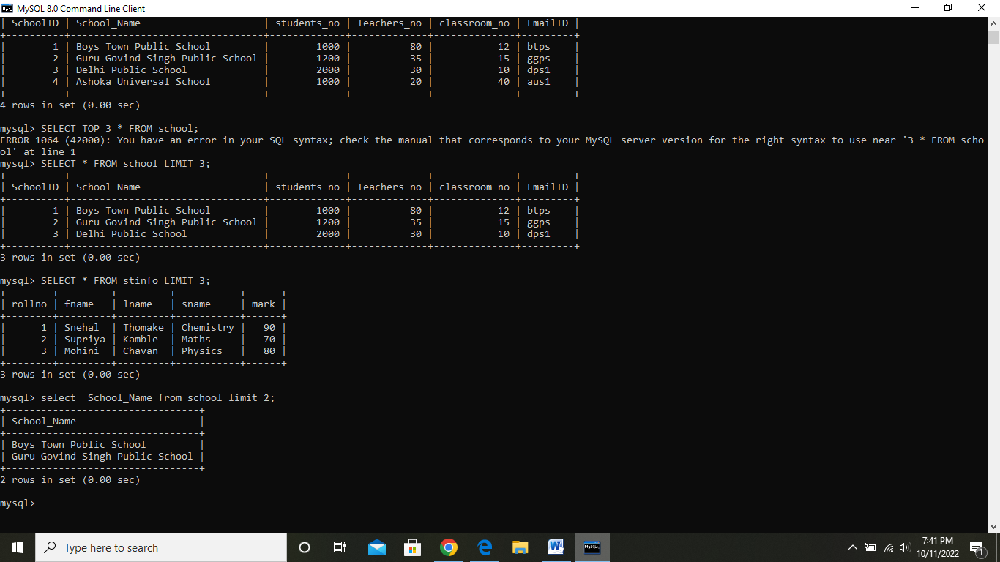 MySQL 8.0 Command Line Client
| SchoolID | School_Name                     | students_no | Teachers_no | classroom_no | EmailID |
+----------+---------------------------------+-------------+-------------+--------------+---------+
|        1 | Boys Town Public School         |        1000 |          80 |           12 | btps    |
|        2 | Guru Govind Singh Public School |        1200 |          35 |           15 | ggps    |
|        3 | Delhi Public School             |        2000 |          30 |           10 | dps1    |
|        4 | Ashoka Universal School         |        1000 |          20 |           40 | aus1    |
+----------+---------------------------------+-------------+-------------+--------------+---------+
4 rows in set (0.00 sec)
mysql> SELECT TOP 3 * FROM school;
ERROR 1064 (42000): You have an error in your SQL syntax; check the manual that corresponds to your MySQL server version for the right syntax to use near '3 * FROM scho
ol' at line 1
mysql> SELECT * FROM school LIMIT 3;
+----------+---------------------------------+-------------+-------------+--------------+---------+
| SchoolID | School_Name                     | students_no | Teachers_no | classroom_no | EmailID |
+----------+---------------------------------+-------------+-------------+--------------+---------+
|        1 | Boys Town Public School         |        1000 |          80 |           12 | btps    |
|        2 | Guru Govind Singh Public School |        1200 |          35 |           15 | ggps    |
|        3 | Delhi Public School             |        2000 |          30 |           10 | dps1    |
+----------+---------------------------------+-------------+-------------+--------------+---------+
3 rows in set (0.00 sec)
mysql> SELECT * FROM stinfo LIMIT 3;
+--------+---------+---------+-----------+------+
| rollno | fname   | lname   | sname     | mark |
+--------+---------+---------+-----------+------+
|      1 | Snehal  | Thomake | Chemistry |   90 |
|      2 | Supriya | Kamble  | Maths     |   70 |
|      3 | Mohini  | Chavan  | Physics   |   80 |
+--------+---------+---------+-----------+------+
3 rows in set (0.00 sec)
mysql> select  School_Name from school limit 2;
+---------------------------------+
| School_Name                     |
+---------------------------------+
| Boys Town Public School         |
| Guru Govind Singh Public School |
+---------------------------------+
2 rows in set (0.00 sec)
mysql>
Type here to search
7:41 PM
10/11/2022
1